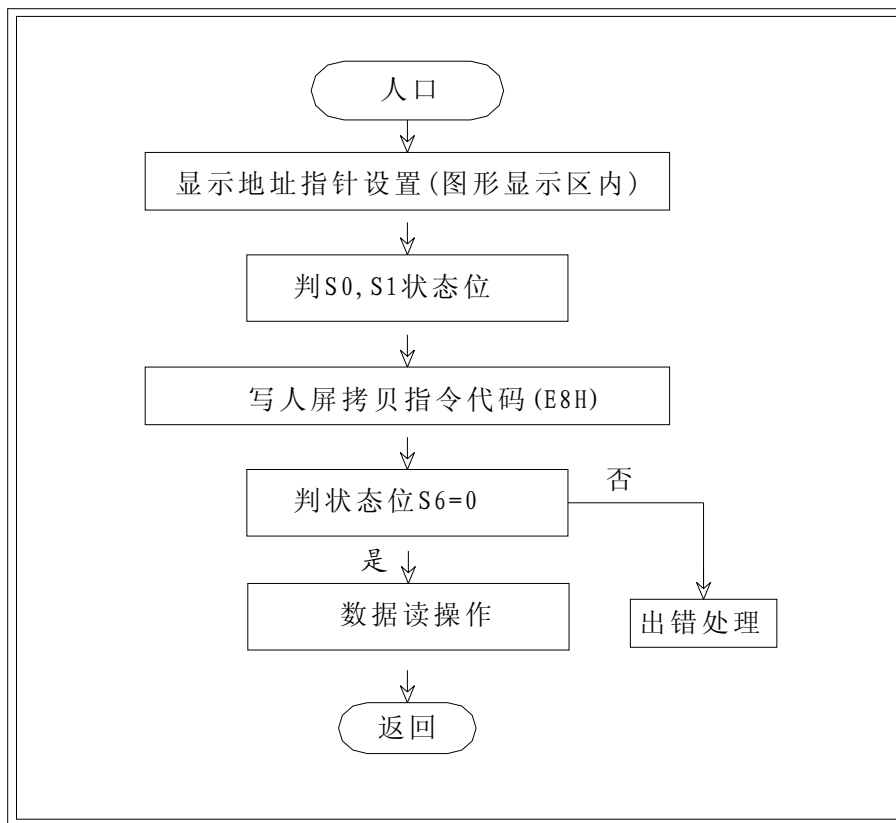 人口
显示地址指针设置(图形显示区内)
判S0,S1状态位
写人屏拷贝指令代码(E8H)
判状态位S6=0
否
是
数据读操作
出错处理
返回